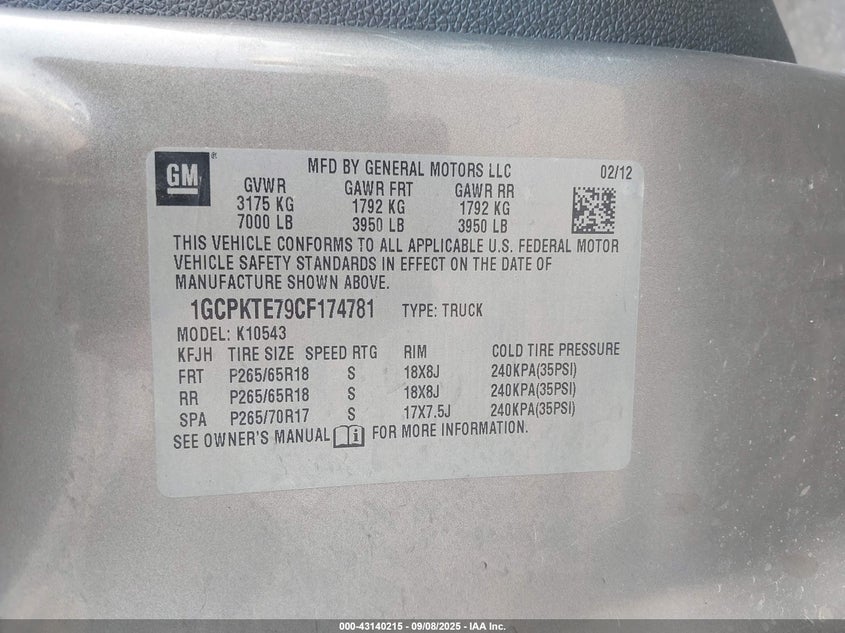 GM
MFD BY GENERAL MOTORS LLC 02/12
GVWR GAWR FRT GAWR RR
3175 KG 1792 KG 1792 KG
7000 LB 3950 LB 3950 LB
THIS VEHICLE CONFORMS TO ALL APPLICABLE U.S. FEDERAL MOTOR
VEHICLE SAFETY STANDARDS IN EFFECT ON THE DATE OF
MANUFACTURE SHOWN ABOVE.
1GCPKTE79CF174781 TYPE: TRUCK
MODEL: K10543
KFJH TIRE SIZE SPEED RTG RIM COLD TIRE PRESSURE
FRT P265/65R18 S 18X8J 240KPA(35PSI)
RR P265/65R18 S 18X8J 240KPA(35PSI)
SPA P265/70R17 S 17X7.5J 240KPA(35PSI)
SEE OWNER'S MANUAL FOR MORE INFORMATION.
000-43140215 - 09/08/2025 - IAA Inc.